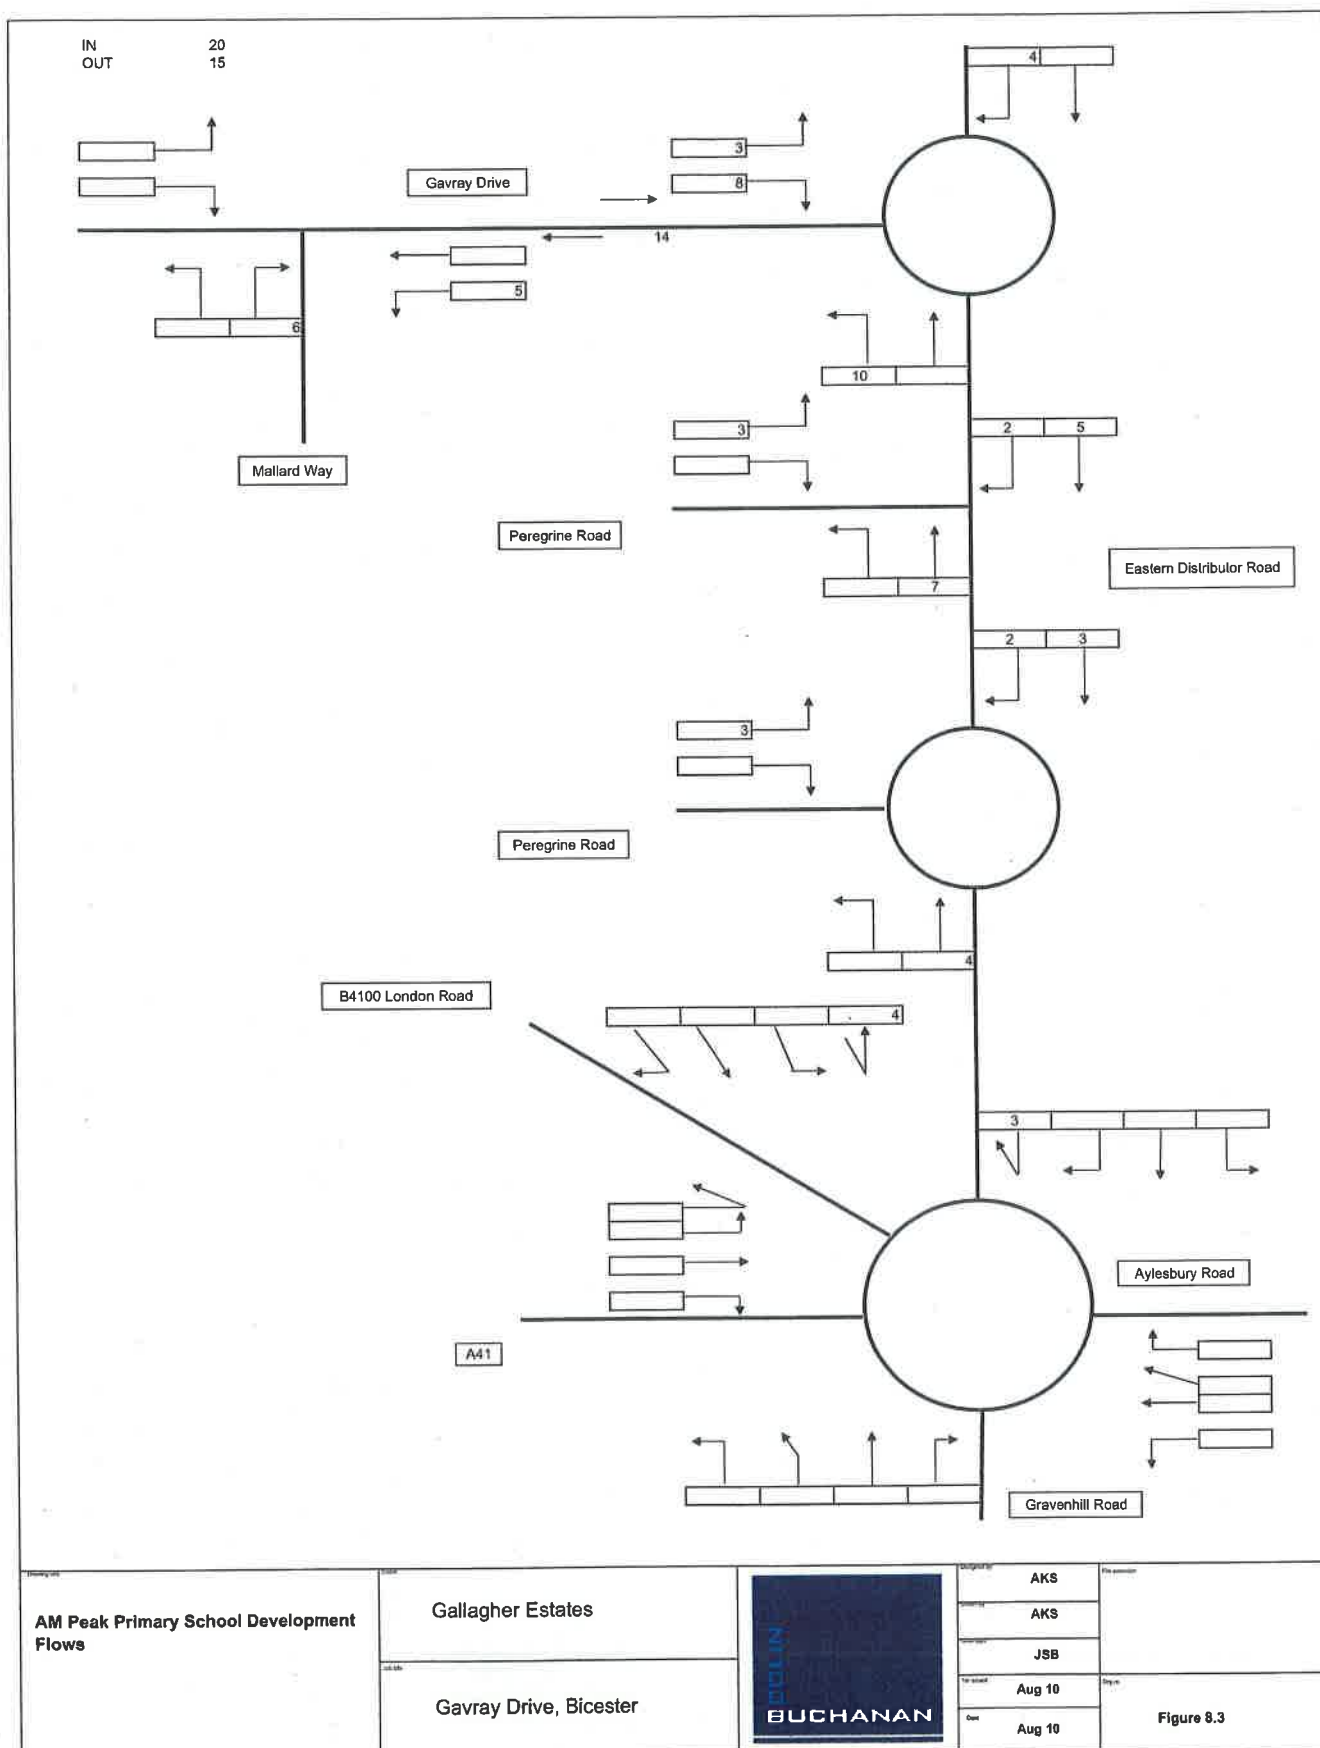 IN 20
OUT 15
4
3
Gavray Drive
8
14
5
6
10
3
2 5
Mallard Way
Peregrine Road
Eastern Distributor Road
7
2 3
3
Peregrine Road
4
B4100 London Road
4
3
Aylesbury Road
A41
Gravenhill Road
AM Peak Primary School Development
Flows
Gallagher Estates
Gavray Drive, Bicester
COLIN
BUCHANAN
AKS
AKS
JSB
Aug 10
Date
Aug 10
Figure 8.3